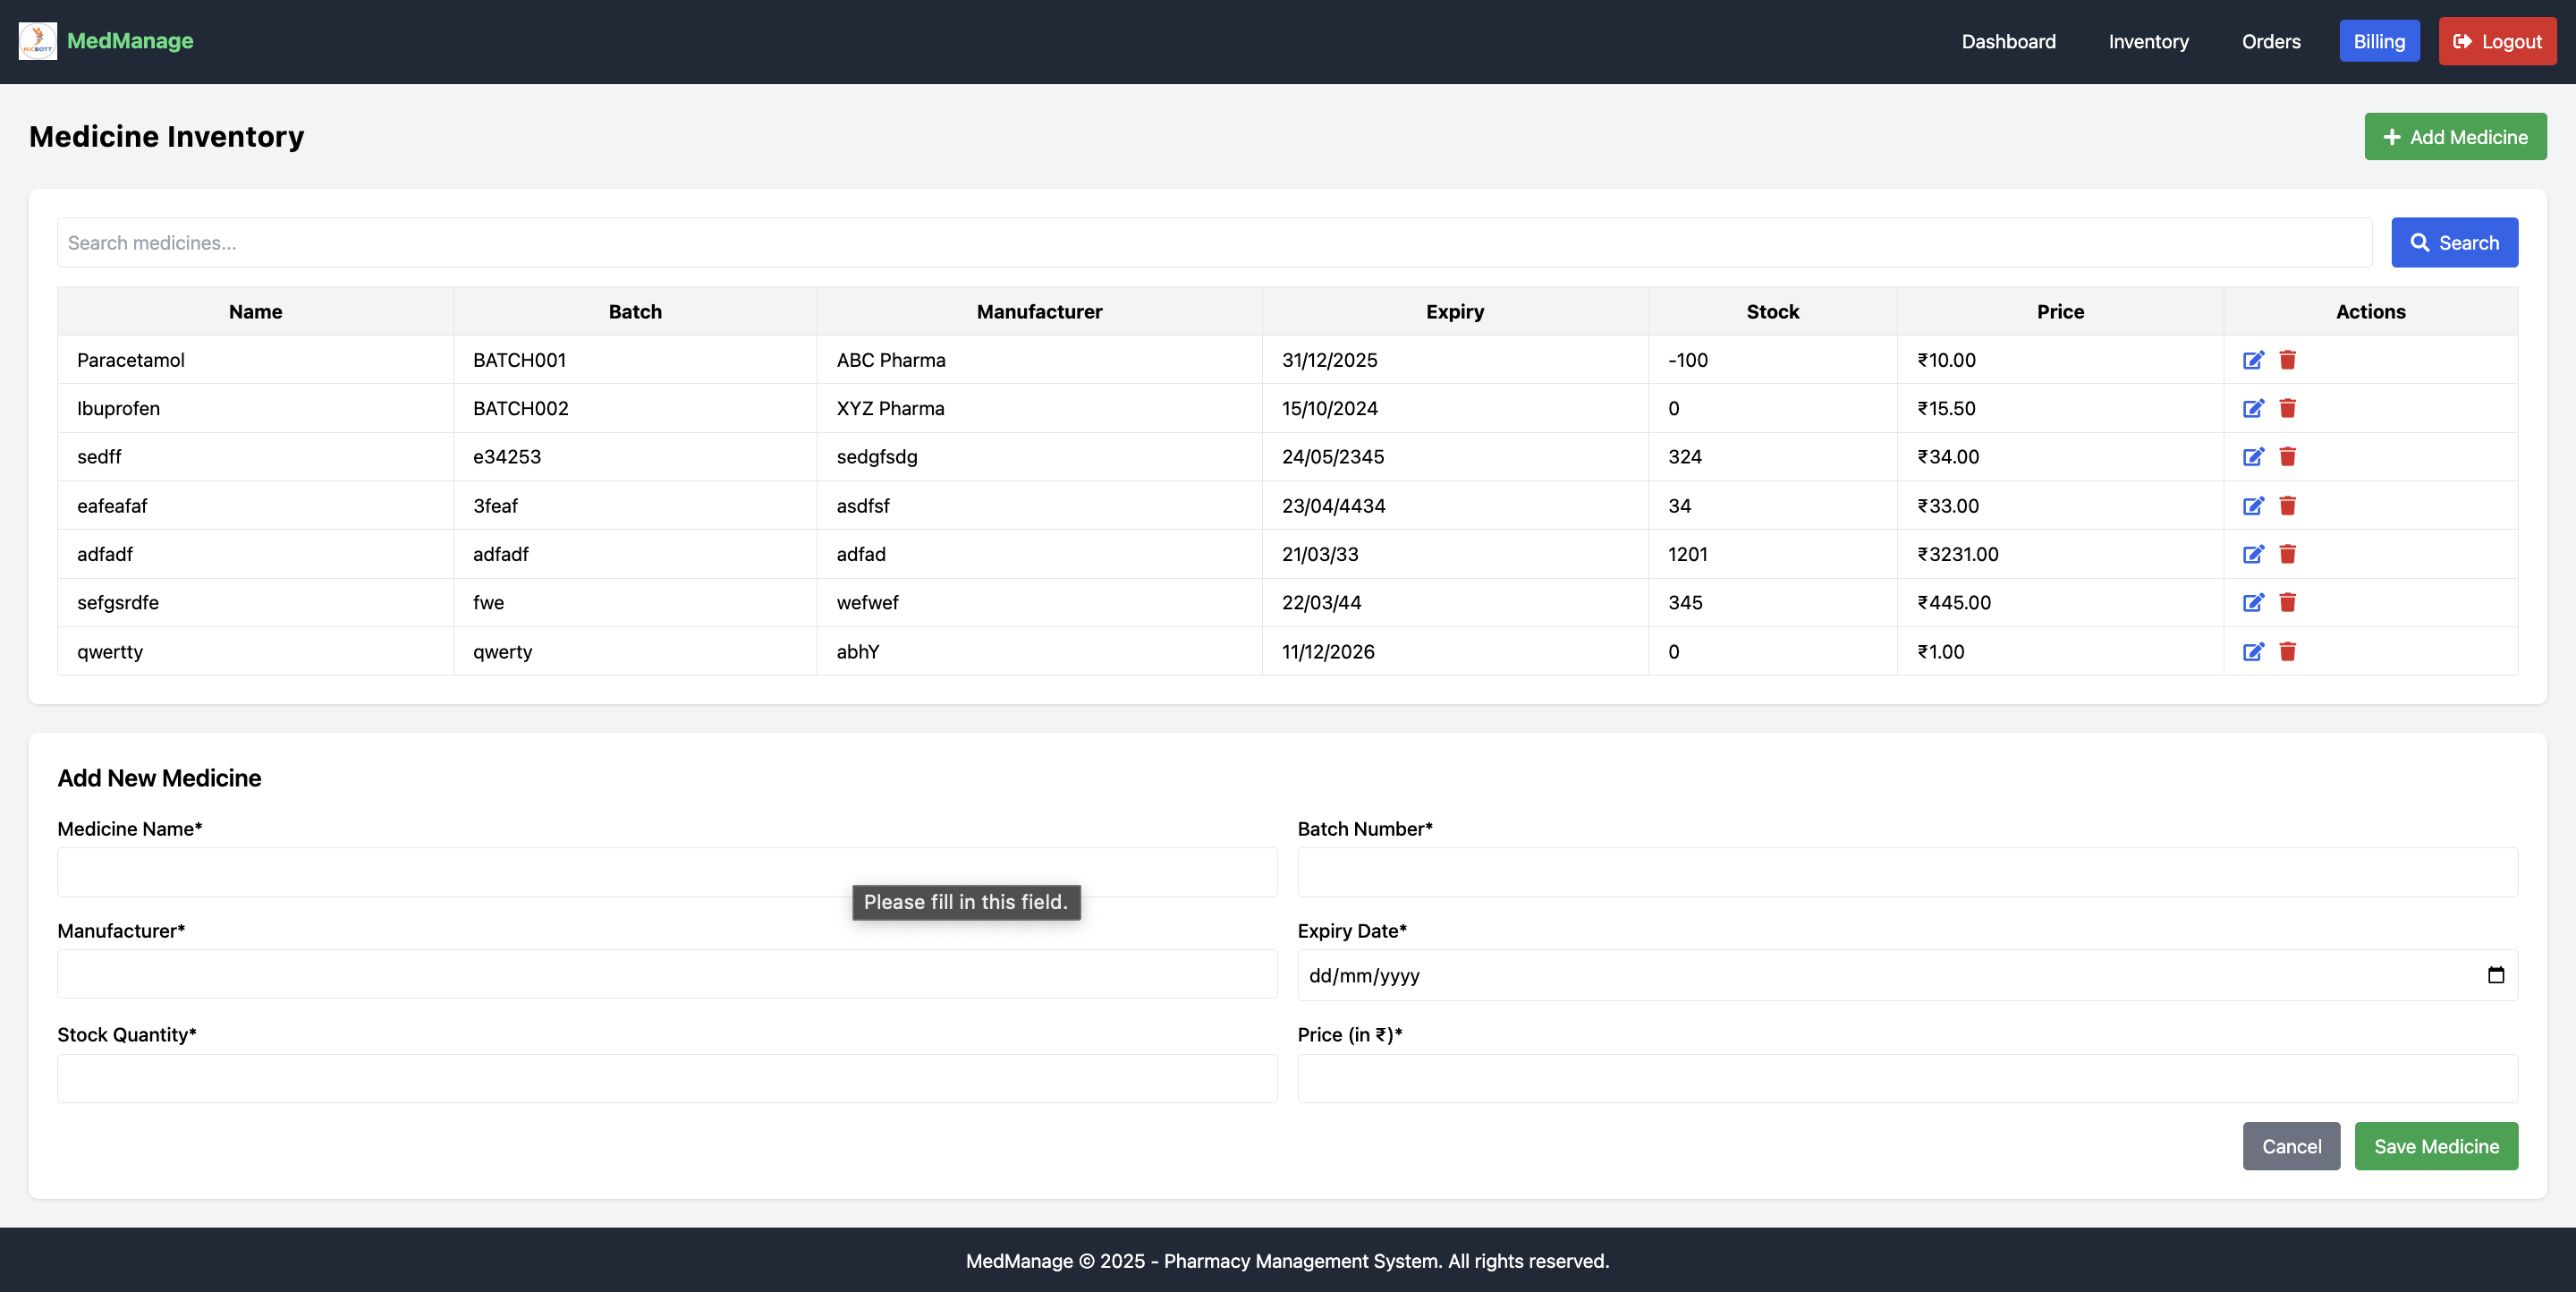 NICSOTT MedManage Dashboard Inventory Orders Billing Logout
Medicine Inventory Add Medicine
Search medicines... Search
Name Batch Manufacturer Expiry Stock Price Actions
Paracetamol BATCH001 ABC Pharma 31/12/2025 -100 ₹10.00
Ibuprofen BATCH002 XYZ Pharma 15/10/2024 0 ₹15.50
sedff e34253 sedgfsdg 24/05/2345 324 ₹34.00
eafeafaf 3feaf asdfsf 23/04/4434 34 ₹33.00
adfadf adfadf adfad 21/03/33 1201 ₹3231.00
sefgsrdfe fwe wefwef 22/03/44 345 ₹445.00
qwertty qwerty abhY 11/12/2026 0 ₹1.00
Add New Medicine
Medicine Name* Batch Number*
Please fill in this field.
Manufacturer* Expiry Date*
dd/mm/yyyy
Stock Quantity* Price (in ₹)*
Cancel Save Medicine
MedManage © 2025 - Pharmacy Management System. All rights reserved.